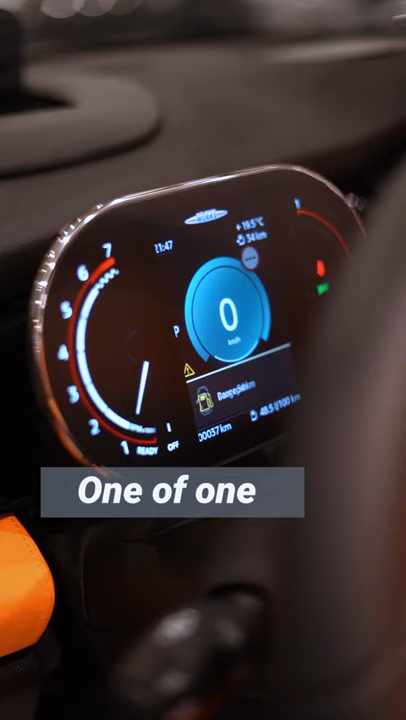 7
6
5
4
3
2
1
READY
OFF
11:47
WORKS
+ 19.5°C
34 km
P
0
km/h
00037 km
48.5 l/100 km
One of one